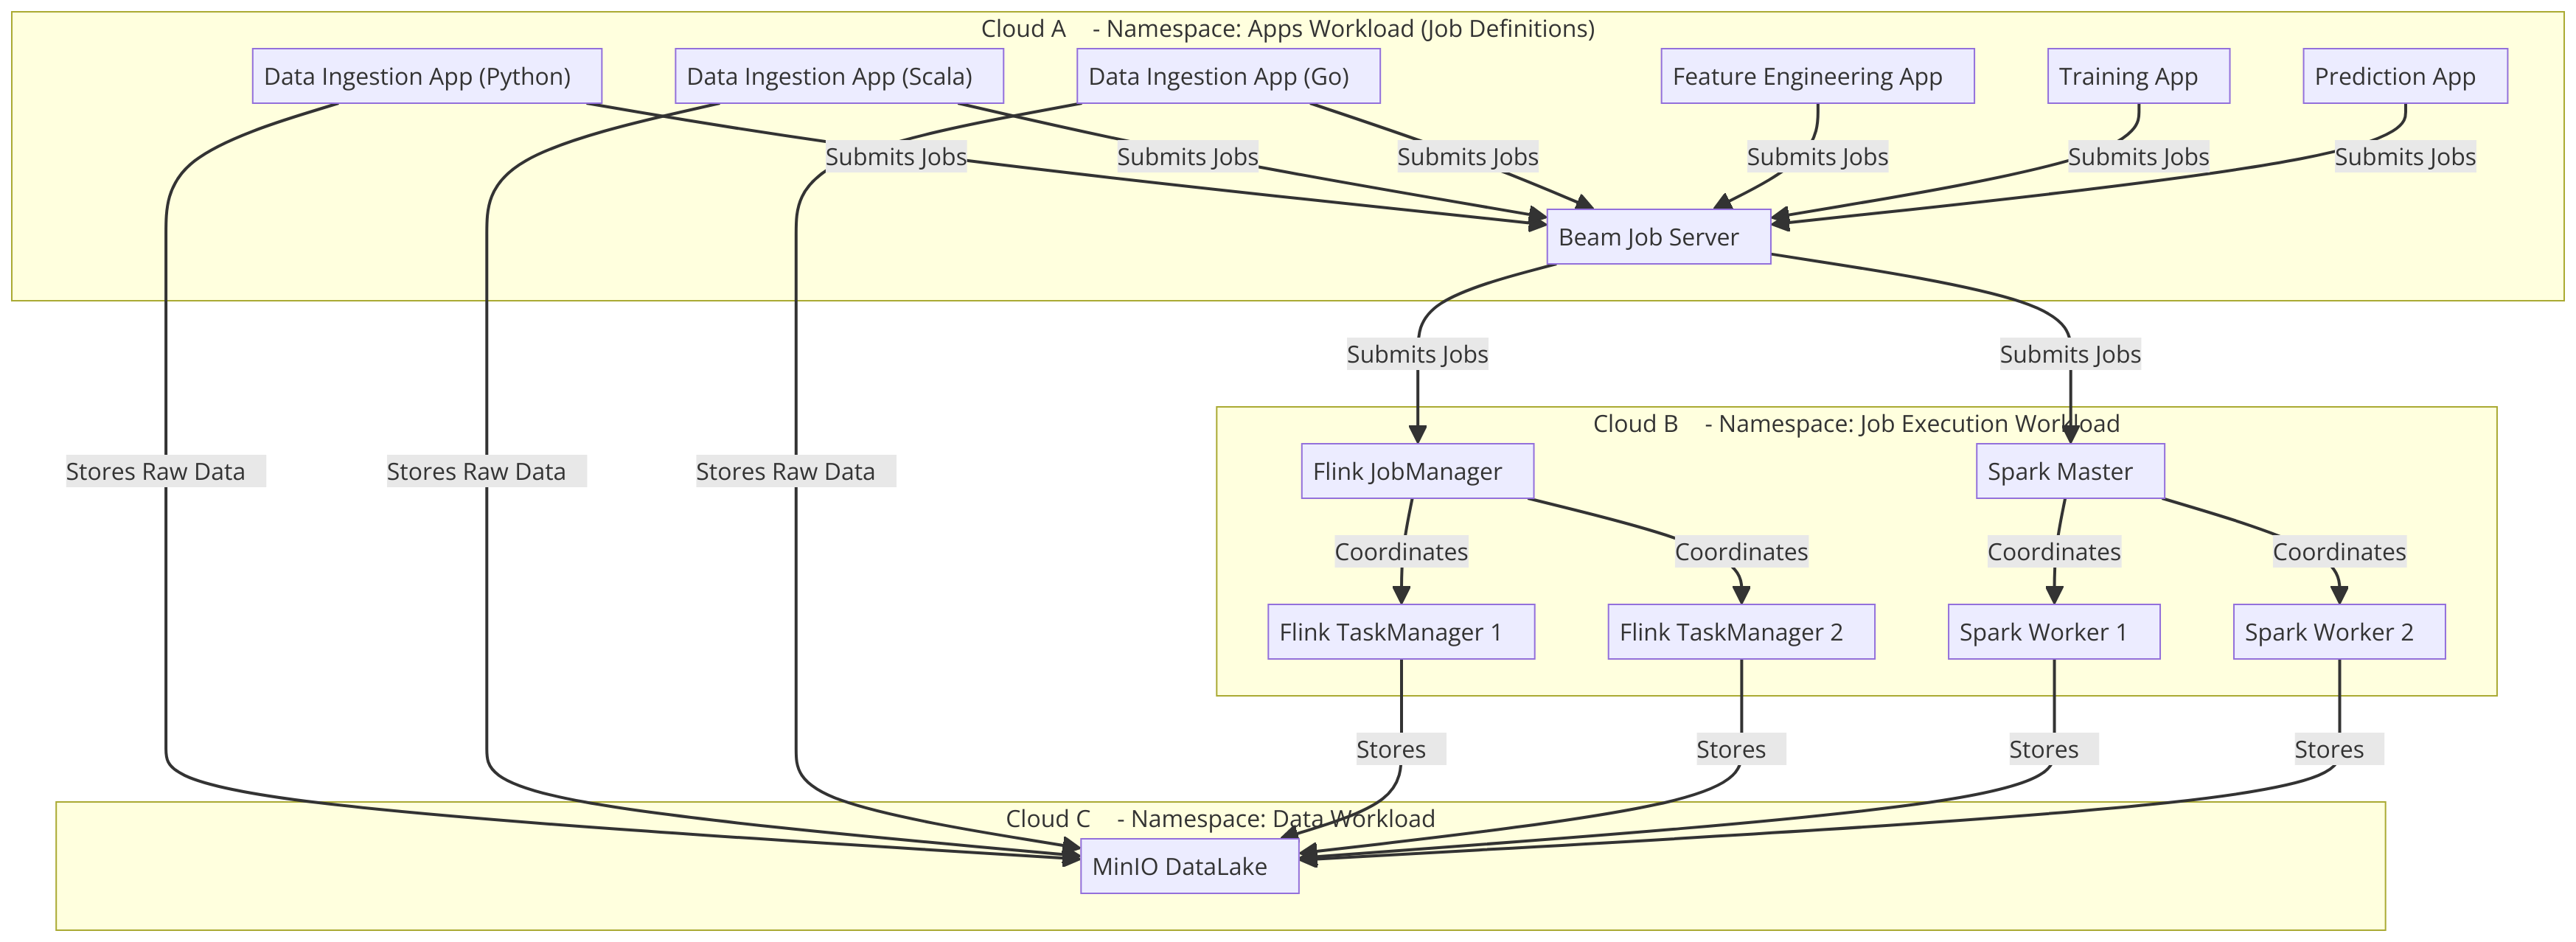 Cloud A - Namespace: Apps Workload (Job Definitions)
Data Ingestion App (Python)
Data Ingestion App (Scala)
Data Ingestion App (Go)
Feature Engineering App
Training App
Prediction App
Submits Jobs
Submits Jobs
Submits Jobs
Submits Jobs
Submits Jobs
Submits Jobs
Beam Job Server
Submits Jobs
Submits Jobs
Cloud B - Namespace: Job Execution Workload
Stores Raw Data
Stores Raw Data
Stores Raw Data
Flink JobManager
Spark Master
Coordinates
Coordinates
Coordinates
Coordinates
Flink TaskManager 1
Flink TaskManager 2
Spark Worker 1
Spark Worker 2
Stores
Stores
Stores
Stores
Cloud C - Namespace: Data Workload
MinIO DataLake